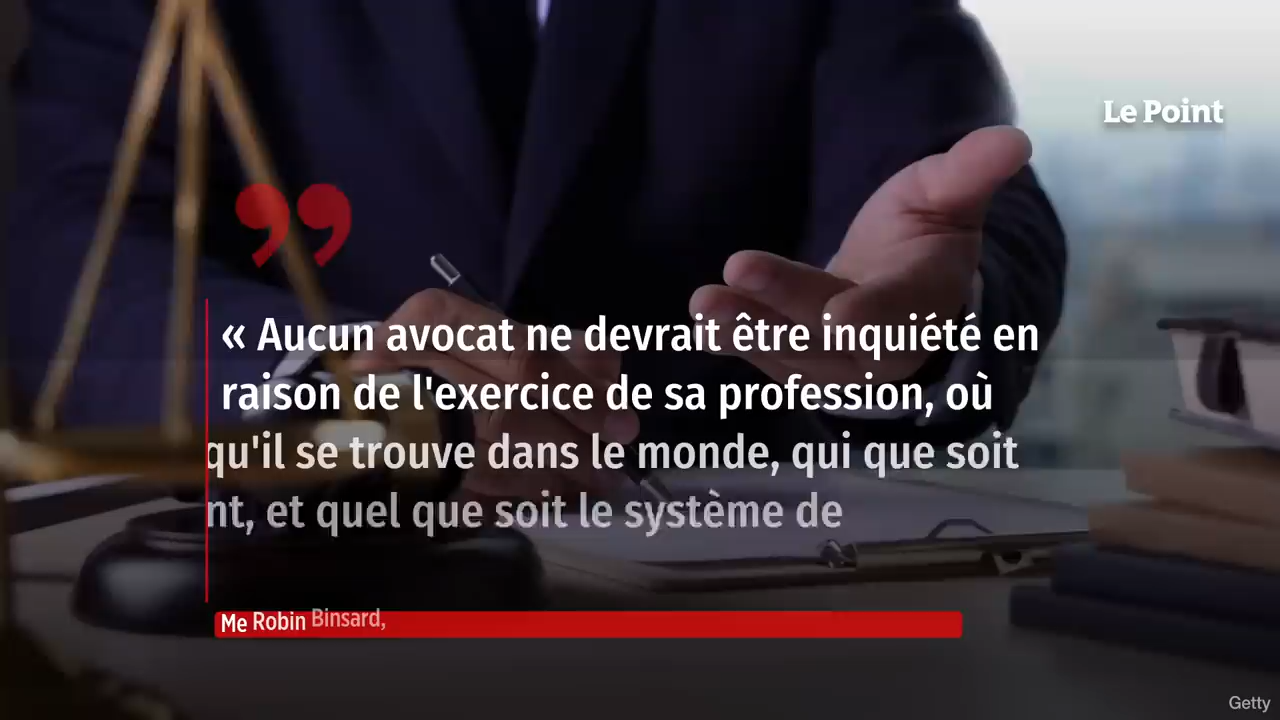 Le Point
« Aucun avocat ne devrait être inquiété en
raison de l'exercice de sa profession, où
qu'il se trouve dans le monde, qui que soit
nt, et quel que soit le système de
Me Robin Binsard,
Getty